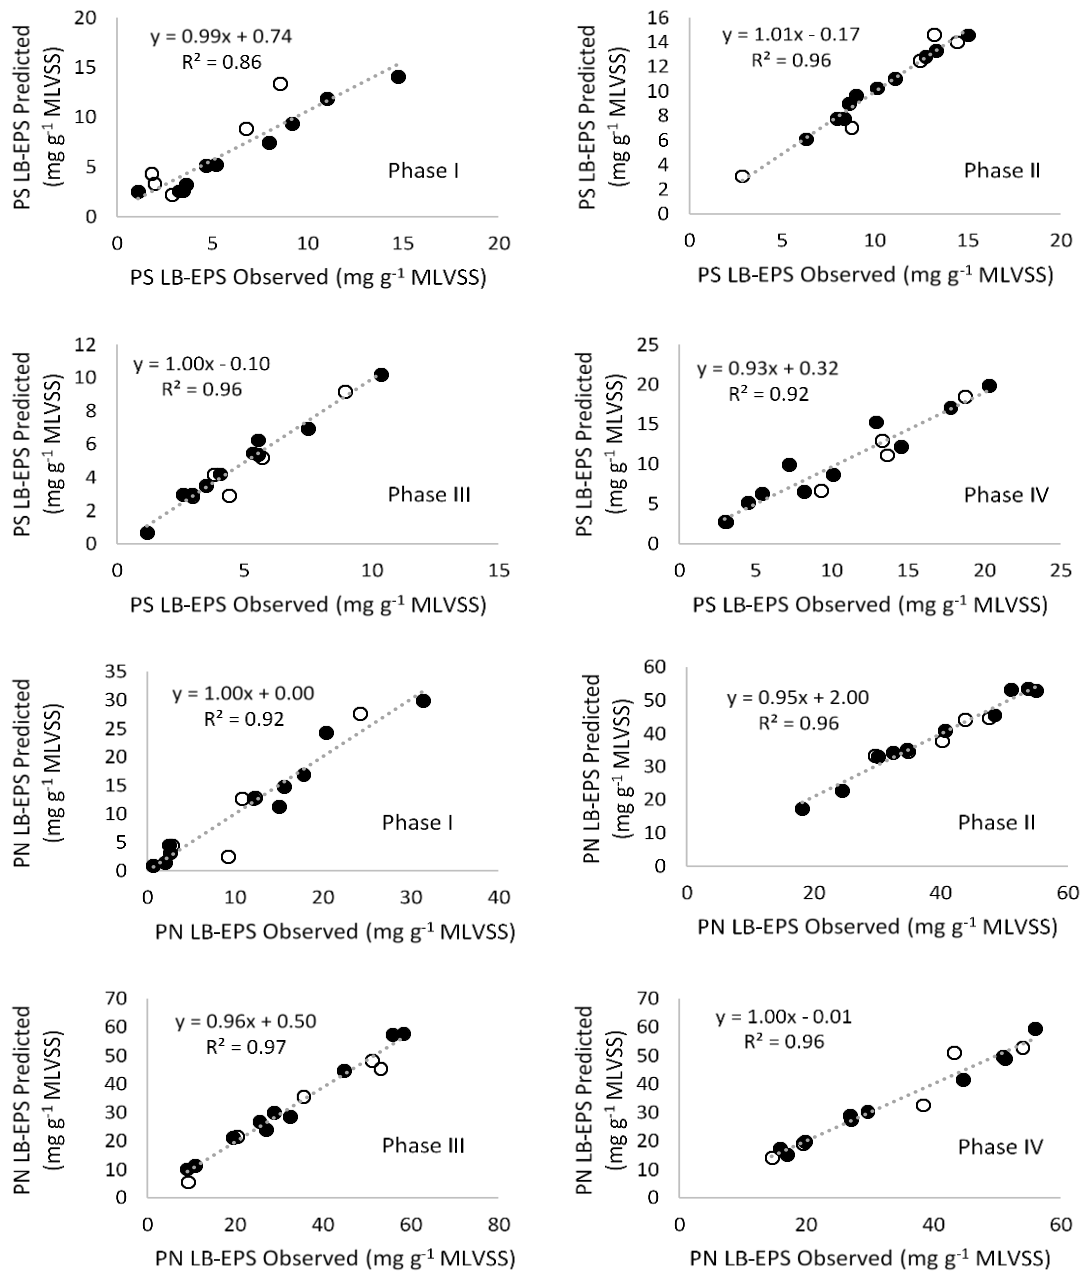 PS LB-EPS Predicted
(mg g⁻¹ MLVSS)
20
15
10
5
0
y = 0.99x + 0.74
R² = 0.86
Phase I
0 5 10 15 20
PS LB-EPS Observed (mg g⁻¹ MLVSS)
PS LB-EPS Predicted
(mg g⁻¹ MLVSS)
16
14
12
10
8
6
4
2
0
y = 1.01x - 0.17
R² = 0.96
Phase II
0 5 10 15 20
PS LB-EPS Observed (mg g⁻¹ MLVSS)
PS LB-EPS Predicted
(mg g⁻¹ MLVSS)
12
10
8
6
4
2
0
y = 1.00x - 0.10
R² = 0.96
Phase III
0 5 10 15
PS LB-EPS Observed (mg g⁻¹ MLVSS)
PS LB-EPS Predicted
(mg g⁻¹ MLVSS)
25
20
15
10
5
0
y = 0.93x + 0.32
R² = 0.92
Phase IV
0 5 10 15 20 25
PS LB-EPS Observed (mg g⁻¹ MLVSS)
PN LB-EPS Predicted
(mg g⁻¹ MLVSS)
35
30
25
20
15
10
5
0
y = 1.00x + 0.00
R² = 0.92
Phase I
0 10 20 30 40
PN LB-EPS Observed (mg g⁻¹ MLVSS)
PN LB-EPS Predicted
(mg g⁻¹ MLVSS)
60
50
40
30
20
10
0
y = 0.95x + 2.00
R² = 0.96
Phase II
0 20 40 60
PN LB-EPS Observed (mg g⁻¹ MLVSS)
PN LB-EPS Predicted
(mg g⁻¹ MLVSS)
70
60
50
40
30
20
10
0
y = 0.96x + 0.50
R² = 0.97
Phase III
0 20 40 60 80
PN LB-EPS Observed (mg g⁻¹ MLVSS)
PN LB-EPS Predicted
(mg g⁻¹ MLVSS)
70
60
50
40
30
20
10
0
y = 1.00x - 0.01
R² = 0.96
Phase IV
0 20 40 60
PN LB-EPS Observed (mg g⁻¹ MLVSS)